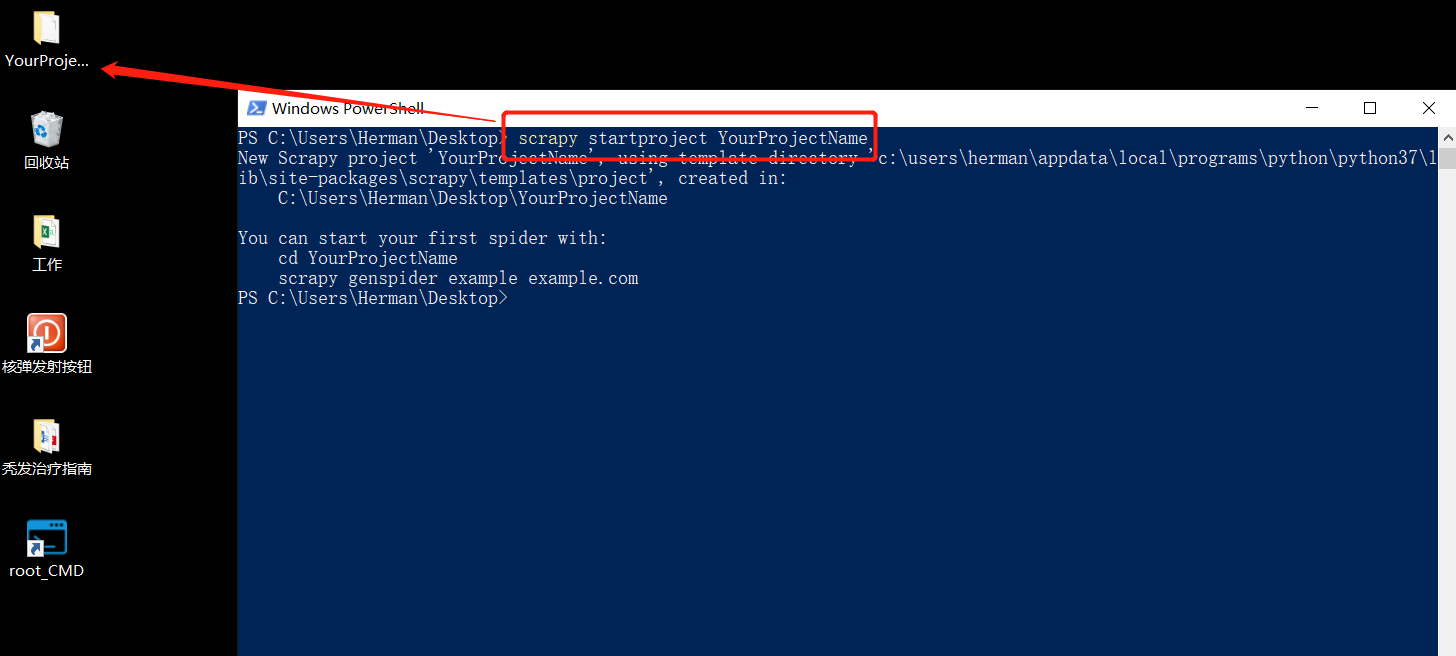 YourProje...
回收站
工作
核弹发射按钮
秃发治疗指南
root_CMD
Windows PowerShell
PS C:\Users\Herman\Desktop> scrapy startproject YourProjectName
New Scrapy project 'YourProjectName', using template directory 'c:\users\herman\appdata\local\programs\python\python37\l
ib\site-packages\scrapy\templates\project', created in:
    C:\Users\Herman\Desktop\YourProjectName
You can start your first spider with:
    cd YourProjectName
    scrapy genspider example example.com
PS C:\Users\Herman\Desktop>